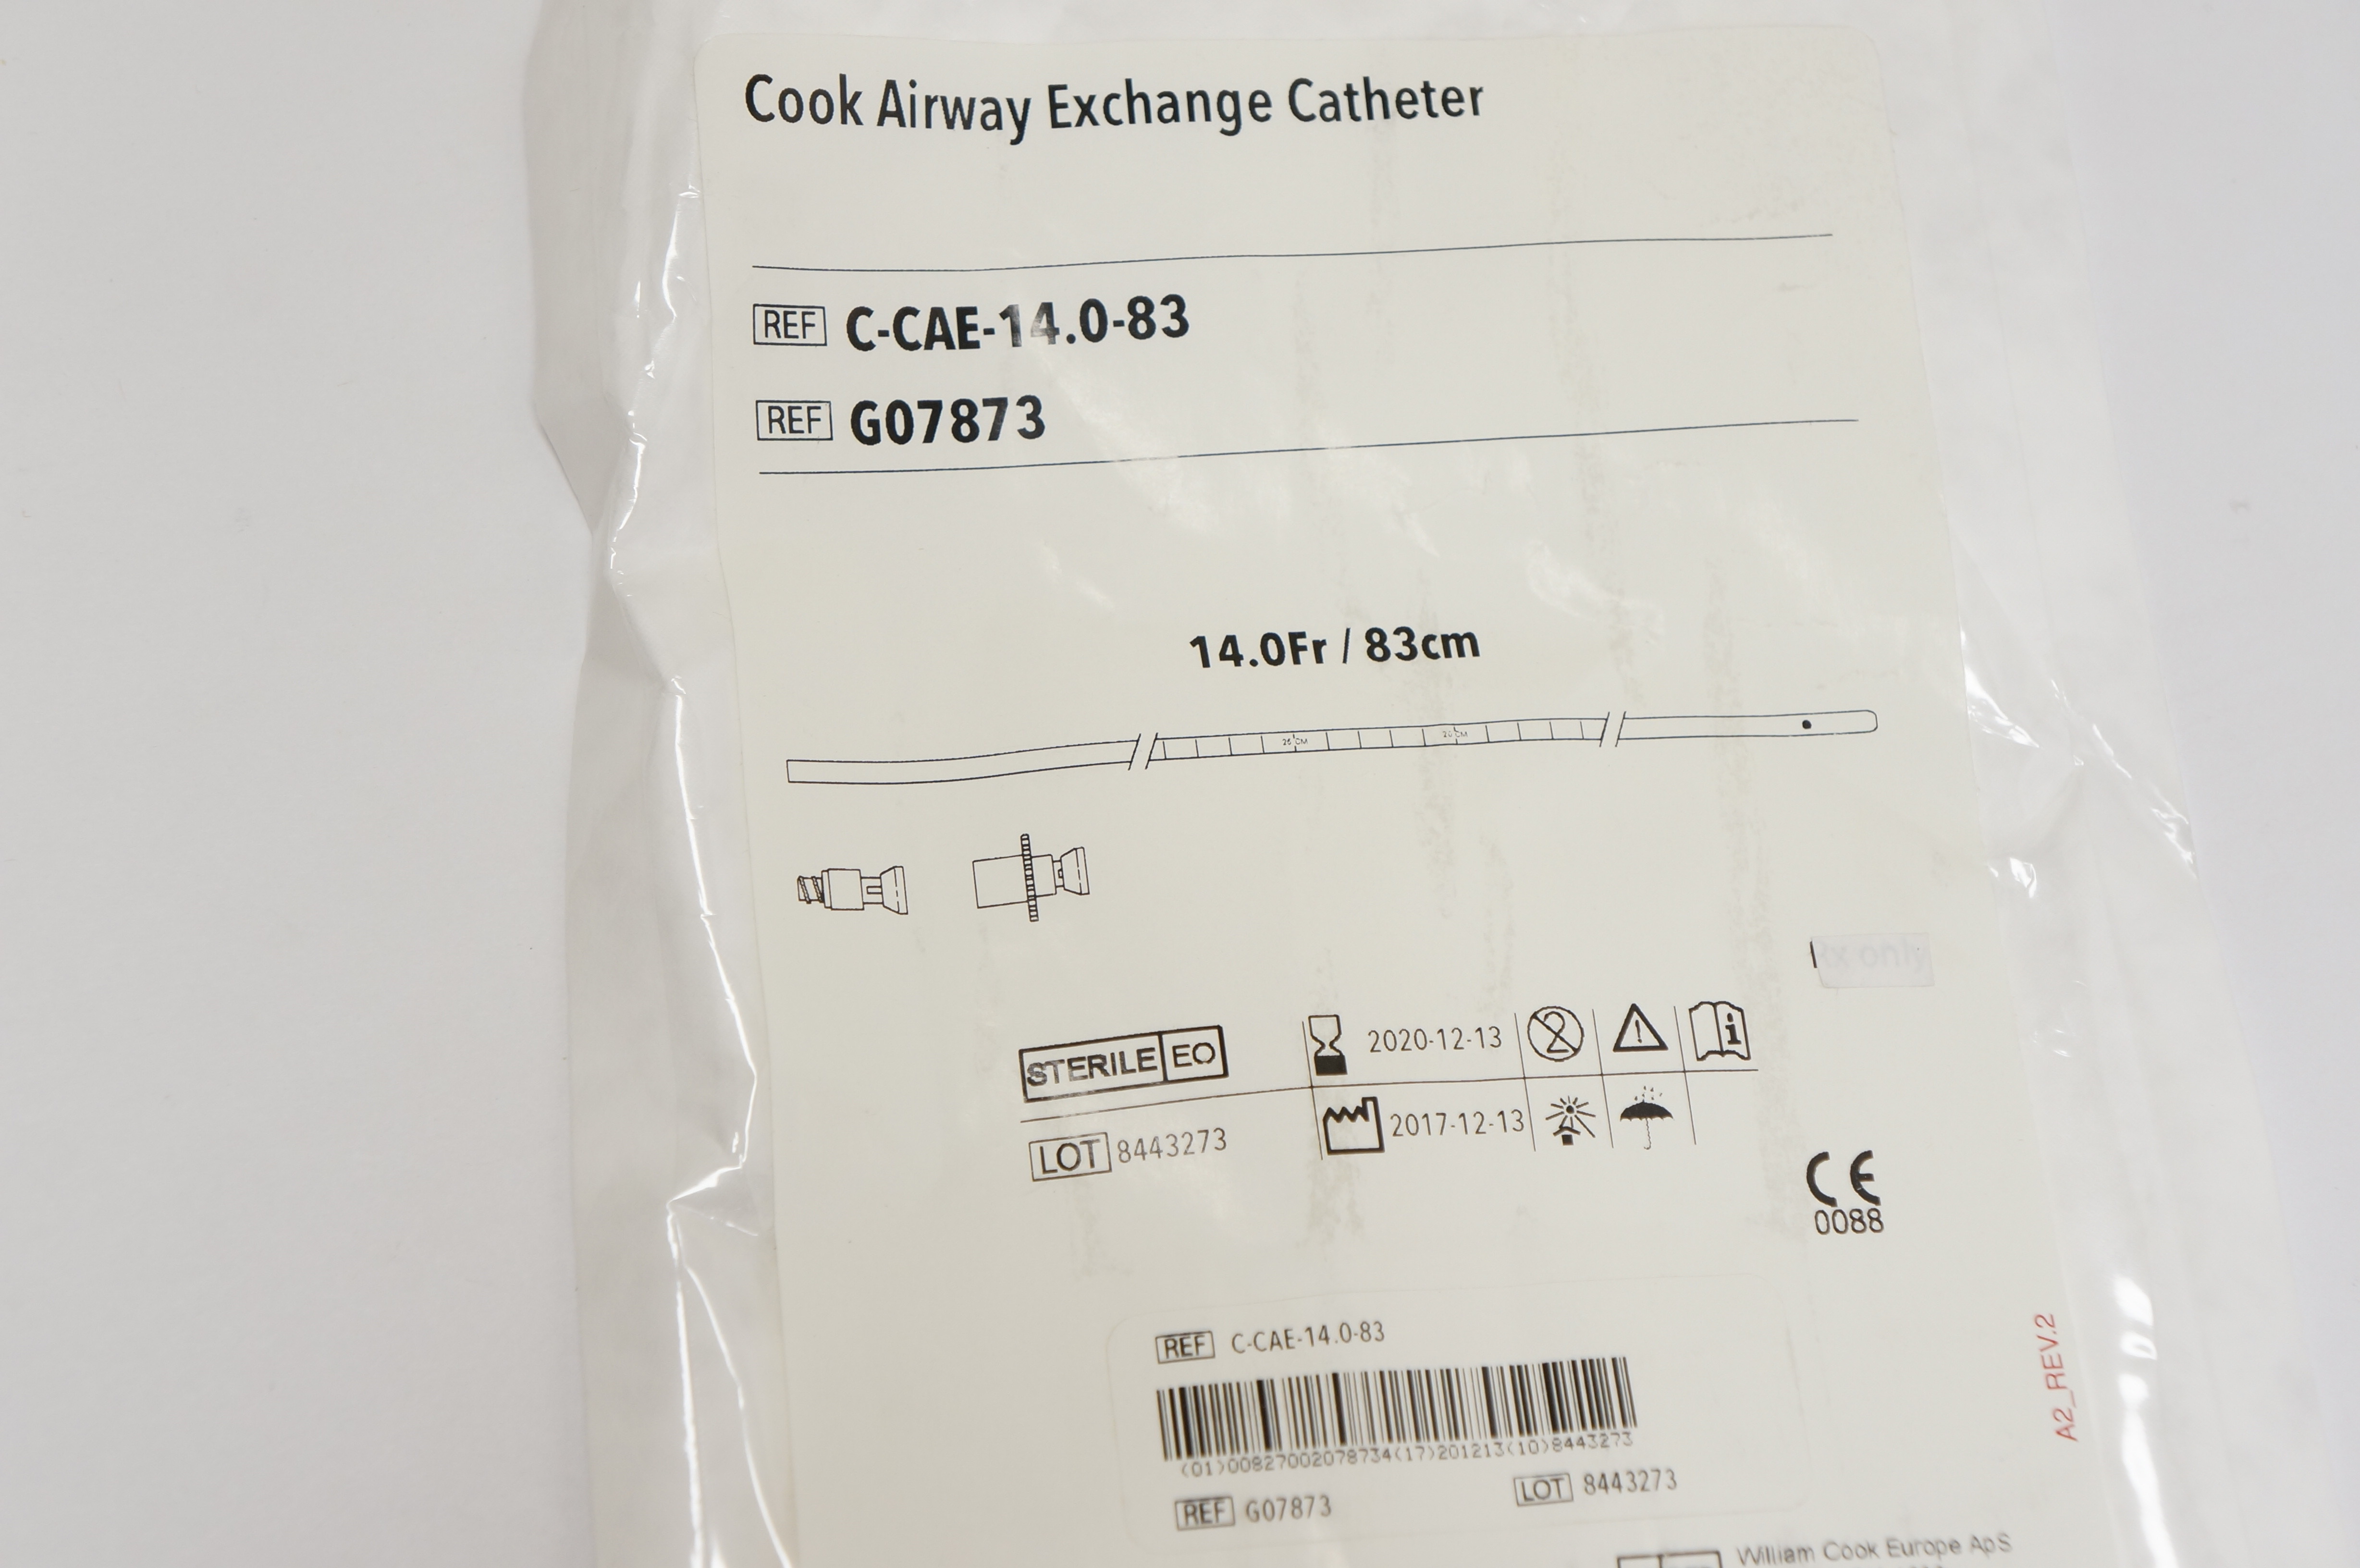 Cook Airway Exchange Catheter
REF C-CAE-14.0-83
REF G07873
14.0Fr / 83cm
25 CM
20 CM
Rx only
STERILE EO
2020-12-13
2
i
LOT 8443273
2017-12-13
CE
0088
REF C-CAE-14.0-83
(01)00827002078734(17)201213(10)8443273
REF G07873
LOT 8443273
A2_REV.2
William Cook Europe ApS